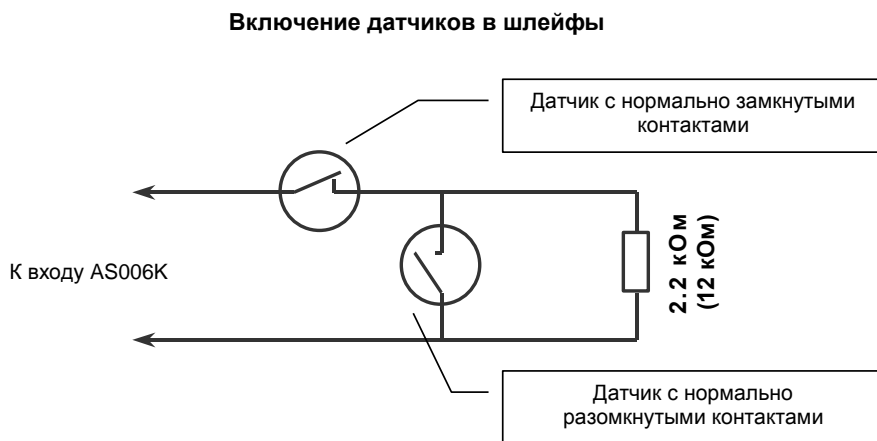 Включение датчиков в шлейфы
Датчик с нормально замкнутыми
контактами
К входу AS006K
2.2 кОм
(12 кОм)
Датчик с нормально
разомкнутыми контактами